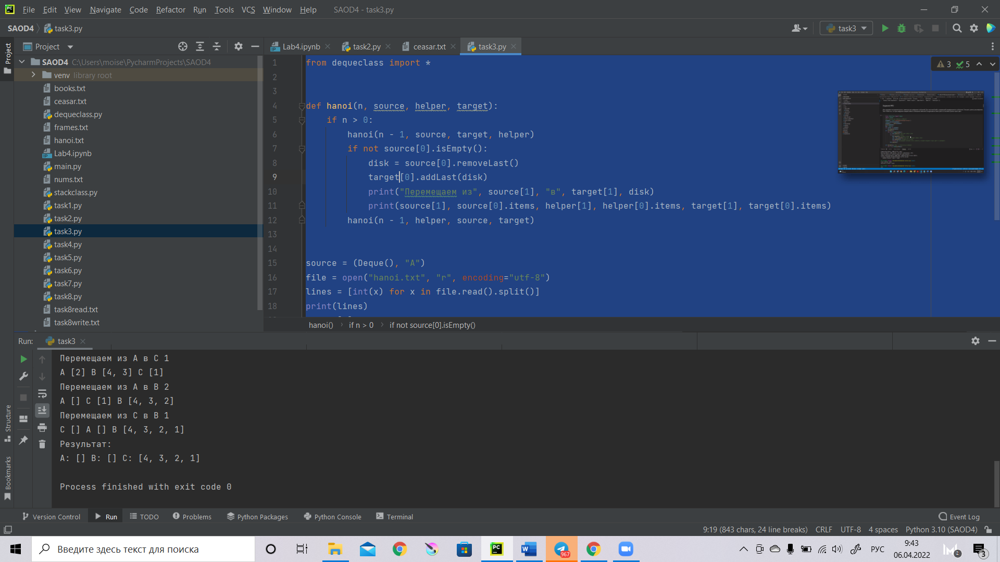 File Edit View Navigate Code Refactor Run Tools VCS Window Help SAOD4 - task3.py
SAOD4 task3.py task3
Project Lab4.ipynb task2.py ceasar.txt task3.py
Project
SAOD4 C:\Users\moise\PycharmProjects\SAOD4
venv library root
books.txt
ceasar.txt
dequeclass.py
frames.txt
hanoi.txt
Lab4.ipynb
main.py
nums.txt
stackclass.py
task1.py
task2.py
task3.py
task4.py
task5.py
task6.py
task7.py
task8.py
task8read.txt
task8write.txt
3 5
1 from dequeclass import *
2
3
4 def hanoi(n, source, helper, target):
5 if n > 0:
6 hanoi(n - 1, source, target, helper)
7 if not source[0].isEmpty():
8 disk = source[0].removeLast()
9 target[0].addLast(disk)
10 print("Перемещаем из", source[1], "в", target[1], disk)
11 print(source[1], source[0].items, helper[1], helper[0].items, target[1], target[0].items)
12 hanoi(n - 1, helper, source, target)
13
14
15 source = (Deque(), "A")
16 file = open("hanoi.txt", "r", encoding="utf-8")
17 lines = [int(x) for x in file.read().split()]
18 print(lines)
hanoi() if n > 0 if not source[0].isEmpty()
Run: task3
Перемещаем из A в C 1
A [2] B [4, 3] C [1]
Перемещаем из A в B 2
A [] C [1] B [4, 3, 2]
Перемещаем из C в B 1
C [] A [] B [4, 3, 2, 1]
Результат:
A: [] B: [] C: [4, 3, 2, 1]
Process finished with exit code 0
Structure
Bookmarks
Version Control Run TODO Problems Python Packages Python Console Terminal Event Log
9:19 (843 chars, 24 line breaks) CRLF UTF-8 4 spaces Python 3.10 (SAOD4)
Введите здесь текст для поиска
PC
967
РУС
9:43
06.04.2022
2
3